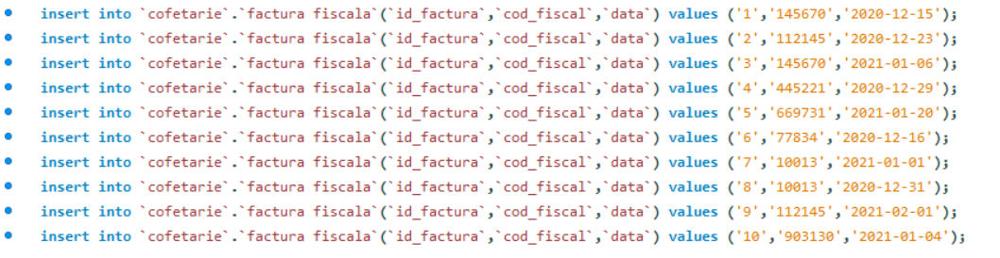 insert into `cofetarie`.`factura fiscala`(`id_factura`,`cod_fiscal`,`data`) values ('1','145670','2020-12-15');
insert into `cofetarie`.`factura fiscala`(`id_factura`,`cod_fiscal`,`data`) values ('2','112145','2020-12-23');
insert into `cofetarie`.`factura fiscala`(`id_factura`,`cod_fiscal`,`data`) values ('3','145670','2021-01-06');
insert into `cofetarie`.`factura fiscala`(`id_factura`,`cod_fiscal`,`data`) values ('4','445221','2020-12-29');
insert into `cofetarie`.`factura fiscala`(`id_factura`,`cod_fiscal`,`data`) values ('5','669731','2021-01-20');
insert into `cofetarie`.`factura fiscala`(`id_factura`,`cod_fiscal`,`data`) values ('6','77834','2020-12-16');
insert into `cofetarie`.`factura fiscala`(`id_factura`,`cod_fiscal`,`data`) values ('7','10013','2021-01-01');
insert into `cofetarie`.`factura fiscala`(`id_factura`,`cod_fiscal`,`data`) values ('8','10013','2020-12-31');
insert into `cofetarie`.`factura fiscala`(`id_factura`,`cod_fiscal`,`data`) values ('9','112145','2021-02-01');
insert into `cofetarie`.`factura fiscala`(`id_factura`,`cod_fiscal`,`data`) values ('10','903130','2021-01-04');